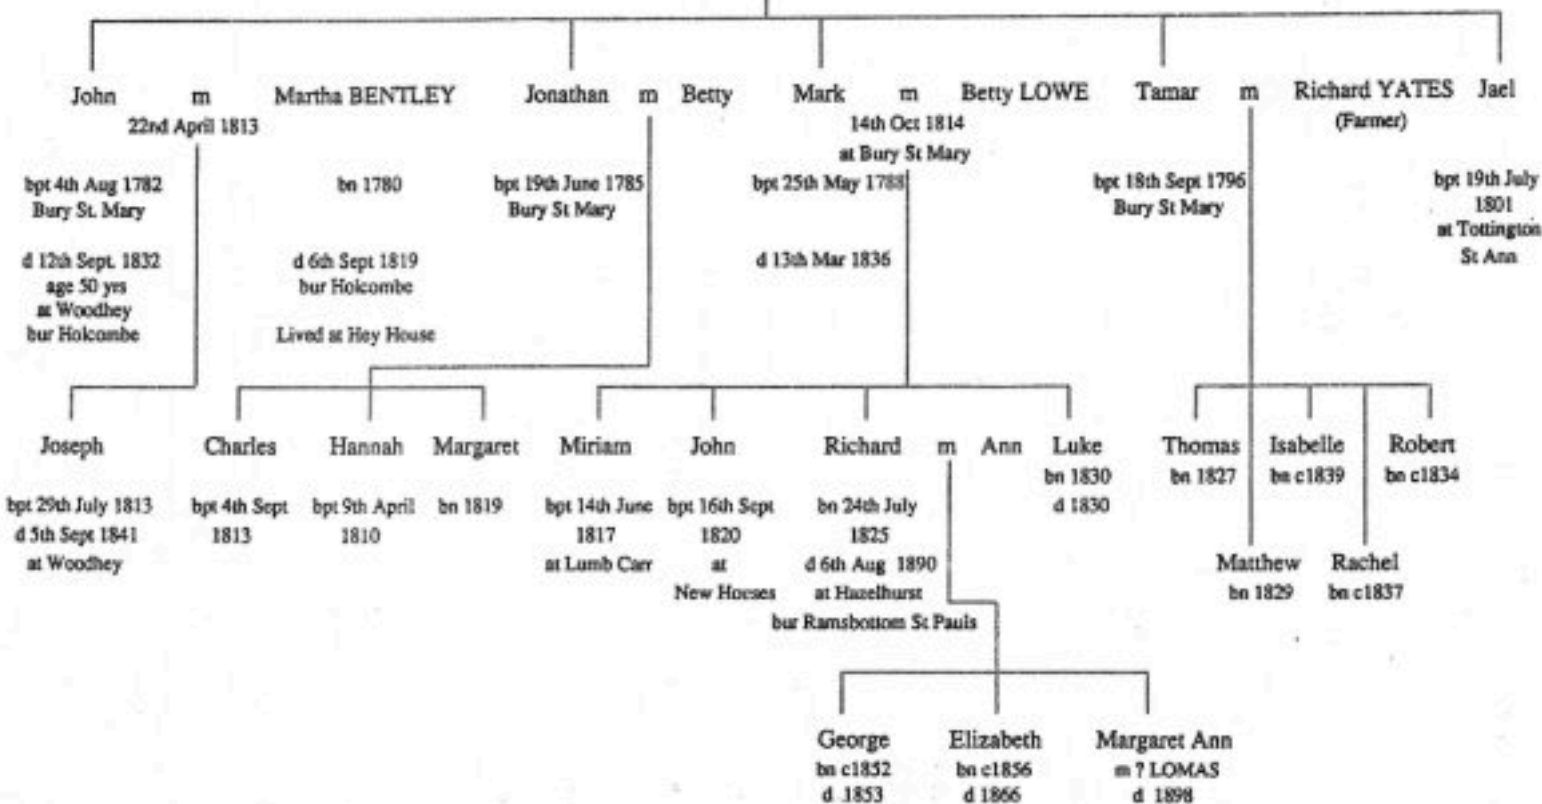 John m Martha BENTLEY Jonathan m Betty Mark m Betty LOWE Tamar m Richard YATES Jael
22nd April 1813
14th Oct 1814
at Bury St Mary
(Farmer)
bpt 4th Aug 1782
Bury St. Mary
d 12th Sept. 1832
age 50 yrs
at Woodhey
bur Holcombe
bn 1780
d 6th Sept 1819
bur Holcombe
Lived at Hey House
bpt 19th June 1785
Bury St Mary
bpt 25th May 1788
d 13th Mar 1836
bpt 18th Sept 1796
Bury St Mary
bpt 19th July
1801
at Tottington
St Ann
Joseph
bpt 29th July 1813
d 5th Sept 1841
at Woodhey
Charles
bpt 4th Sept
1813
Hannah
bpt 9th April
1810
Margaret
bn 1819
Miriam
bpt 14th June
1817
at Lumb Carr
John
bpt 16th Sept
1820
at
New Horses
Richard m Ann
bn 24th July
1825
d 6th Aug 1890
at Hazelhurst
bur Ramsbottom St Pauls
Luke
bn 1830
d 1830
Thomas
bn 1827
Isabelle
bn c1839
Robert
bn c1834
Matthew
bn 1829
Rachel
bn c1837
George
bn c1852
d 1853
Elizabeth
bn c1856
d 1866
Margaret Ann
m ? LOMAS
d 1898